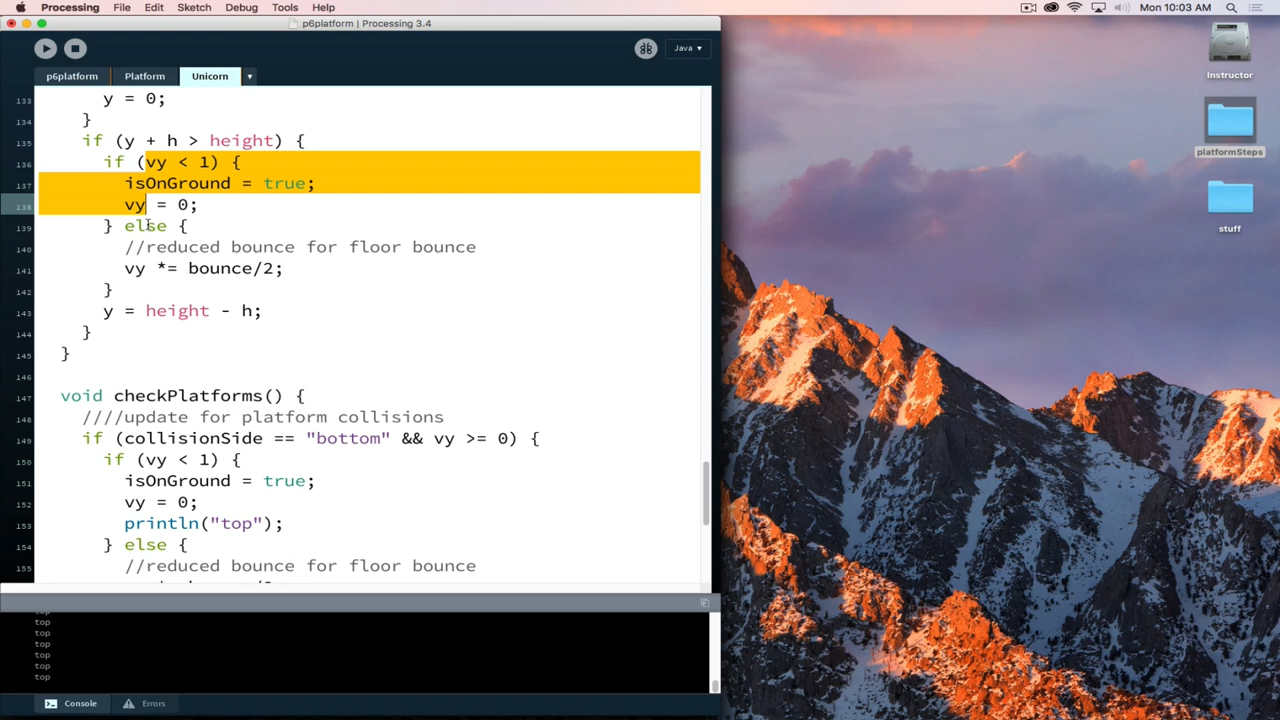 Processing File Edit Sketch Debug Tools Help Mon 10:03 AM
p6platform | Processing 3.4
Java ▾
p6platform Platform Unicorn ▾
133 y = 0;
134 }
135 if (y + h > height) {
136 if (vy < 1) {
137 isOnGround = true;
138 vy = 0;
139 } else {
140 //reduced bounce for floor bounce
141 vy *= bounce/2;
142 }
143 y = height - h;
144 }
145 }
146
147 void checkPlatforms() {
148 ////update for platform collisions
149 if (collisionSide == "bottom" && vy >= 0) {
150 if (vy < 1) {
151 isOnGround = true;
152 vy = 0;
153 println("top");
154 } else {
155 //reduced bounce for floor bounce
top
top
top
top
top
top
Console Errors
Instructor
platformSteps
stuff